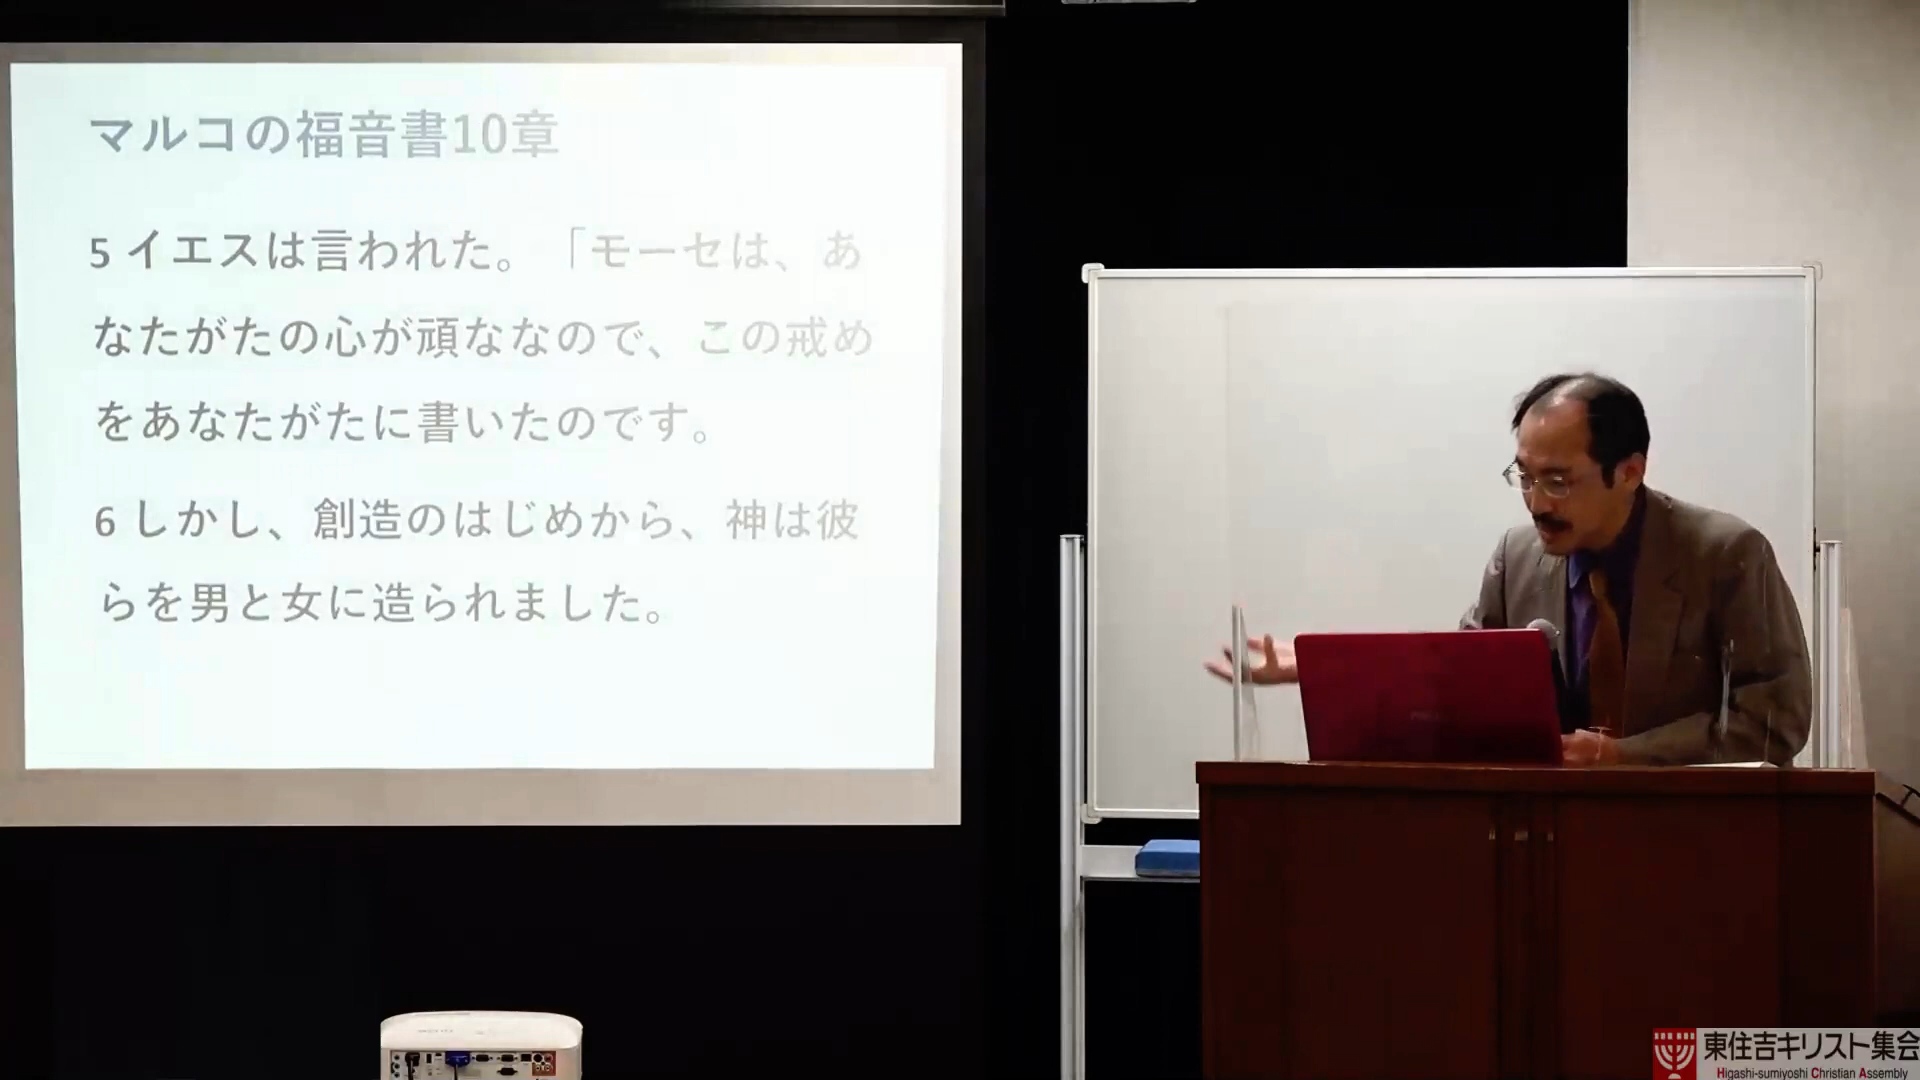 マルコの福音書10章
5 イエスは言われた。「モーセは、あ
なたがたの心が頑ななので、この戒め
をあなたがたに書いたのです。
6 しかし、創造のはじめから、神は彼
らを男と女に造られました。
東住吉キリスト集会
Higashi-sumiyoshi Christian Assembly